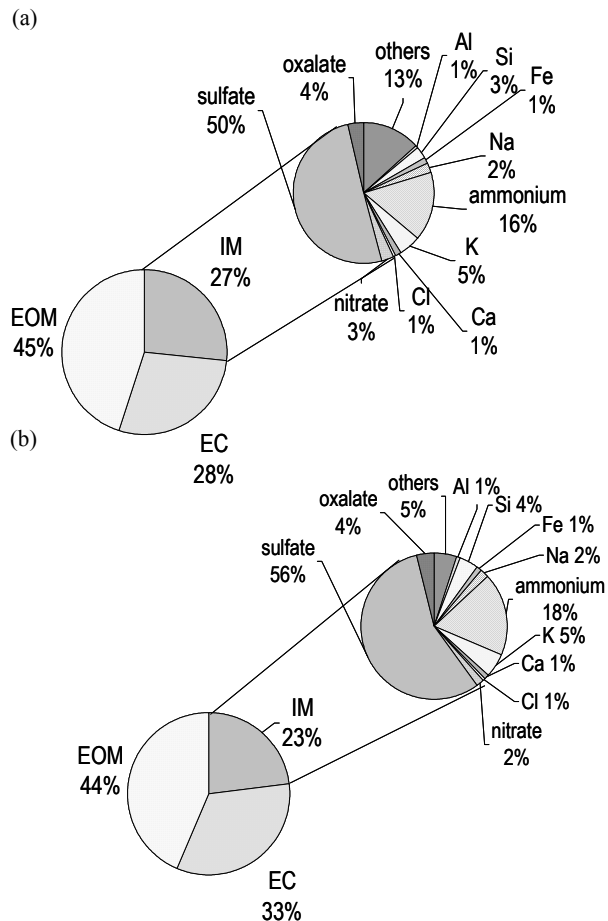 (a)
others
13%
Al
1%
Si
3%
Fe
1%
oxalate
4%
sulfate
50%
Na
2%
ammonium
16%
K
5%
Ca
1%
Cl
1%
nitrate
3%
IM
27%
EOM
45%
EC
28%
(b)
others
5%
Al 1%
Si 4%
Fe 1%
Na 2%
oxalate
4%
sulfate
56%
ammonium
18%
K 5%
Ca 1%
Cl 1%
nitrate
2%
IM
23%
EOM
44%
EC
33%